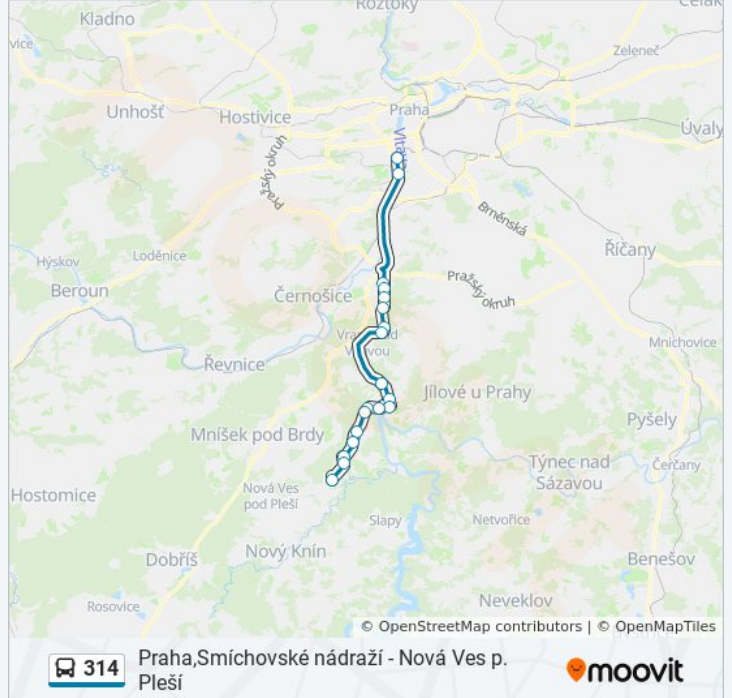 Roztoky
Kladno
Zeleneč
Unhošť
Hostivice
Praha
Úvaly
Pražský okruh
Brněnská
Říčany
Hýskov
Loděnice
Beroun
Černošice
Pražský okruh
Mnichovice
Řevnice
Jílové u Prahy
Pyšely
Mníšek pod Brdy
Týnec nad
Sázavou
Čerčany
Hostomice
Nová Ves
pod Pleší
Slapy
Netvořice
Nový Knín
Dobříš
Benešov
Rosovice
Neveklov
© OpenStreetMap contributors | © OpenMapTiles
314
Praha,Smíchovské nádraží - Nová Ves p.
Pleší
moovit